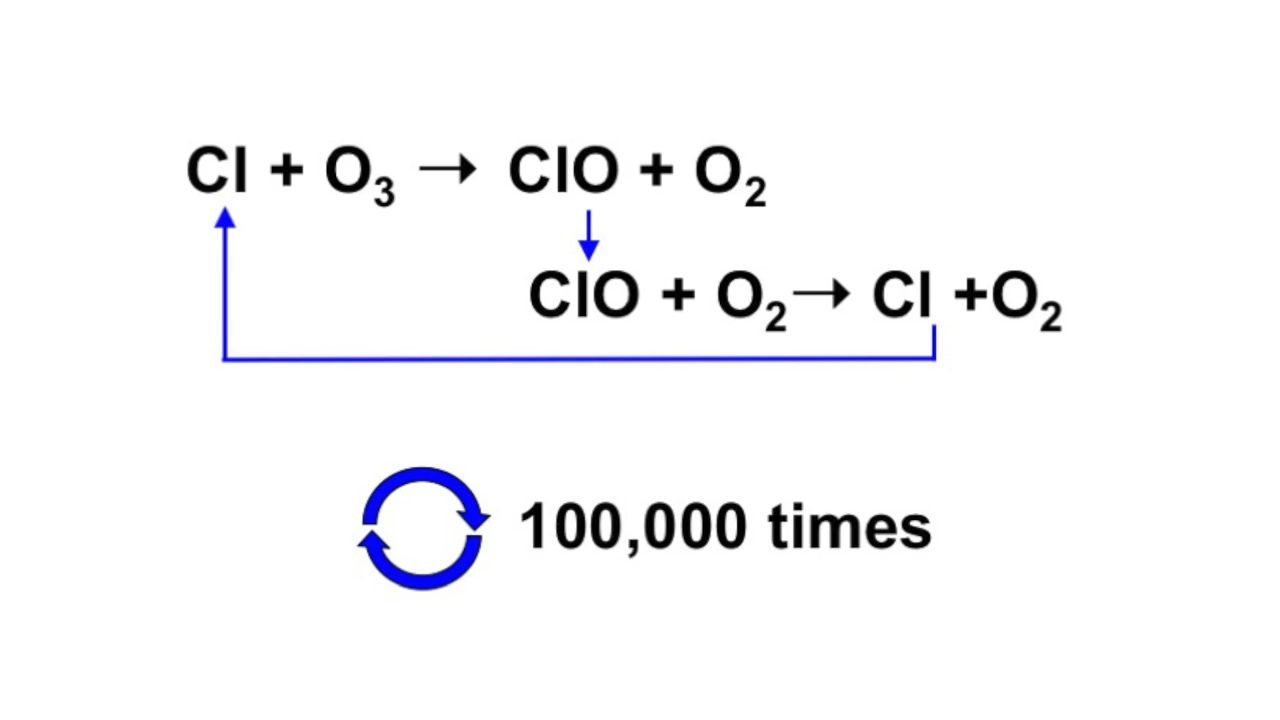 Cl + O₃ → ClO + O₂
ClO + O₂→ Cl +O₂
100,000 times